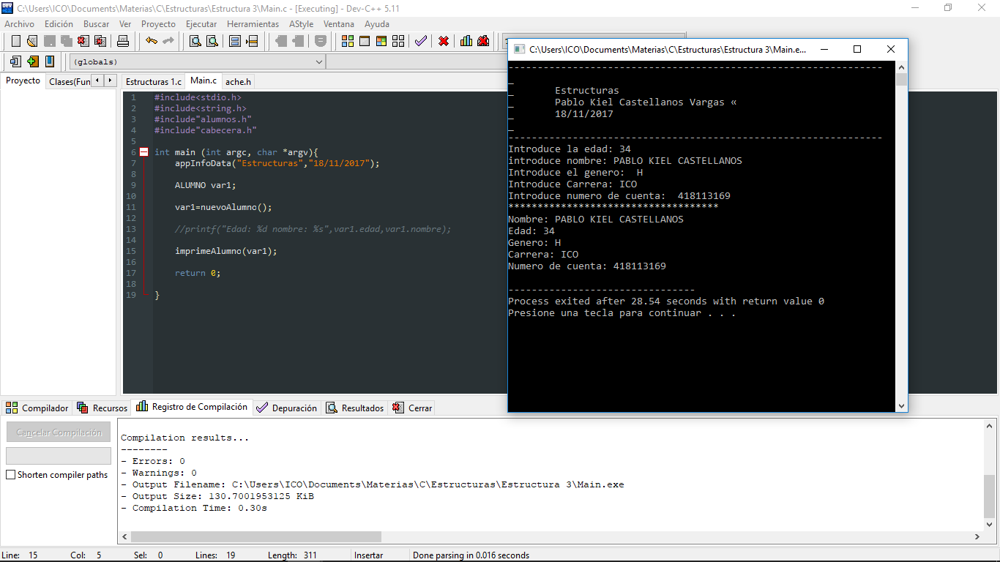 C:\Users\ICO\Documents\Materias\C\Estructuras\Estructura 3\Main.c - [Executing] - Dev-C++ 5.11
Archivo Edición Buscar Ver Proyecto Ejecutar Herramientas AStyle Ventana Ayuda
(globals)
Proyecto Clases(Fun
Estructuras 1.c Main.c ache.h
1 #include<stdio.h>
2 #include<string.h>
3 #include"alumnos.h"
4 #include"cabecera.h"
5
6 int main (int argc, char *argv){
7 appInfoData("Estructuras","18/11/2017");
8
9 ALUMNO var1;
10
11 var1=nuevoAlumno();
12
13 //printf("Edad: %d nombre: %s",var1.edad,var1.nombre);
14
15 imprimeAlumno(var1);
16
17 return 0;
18
19 }
C:\Users\ICO\Documents\Materias\C\Estructuras\Estructura 3\Main.e...
----------------------------------------------------------------
_
_ Estructuras
_ Pablo Kiel Castellanos Vargas «
_ 18/11/2017
_
----------------------------------------------------------------
Introduce la edad: 34
introduce nombre: PABLO KIEL CASTELLANOS
Introduce el genero:  H
Introduce Carrera: ICO
Introduce numero de cuenta:  418113169
************************************
Nombre: PABLO KIEL CASTELLANOS
Edad: 34
Genero: H
Carrera: ICO
Numero de cuenta: 418113169
--------------------------------
Process exited after 28.54 seconds with return value 0
Presione una tecla para continuar . . .
Compilador Recursos Registro de Compilación Depuración Resultados Cerrar
Cancelar Compilación
Shorten compiler paths
Compilation results...
--------
- Errors: 0
- Warnings: 0
- Output Filename: C:\Users\ICO\Documents\Materias\C\Estructuras\Estructura 3\Main.exe
- Output Size: 130.7001953125 KiB
- Compilation Time: 0.30s
Line: 15 Col: 5 Sel: 0 Lines: 19 Length: 311 Insertar Done parsing in 0.016 seconds